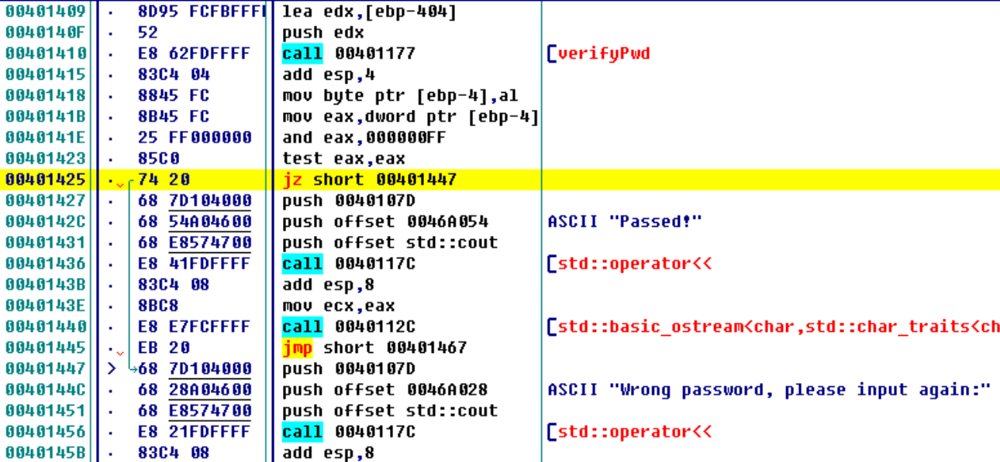 00401409 · 8D95 FCFBFFF lea edx,[ebp-404]
0040140F · 52 push edx
00401410 · E8 62FDFFFF call 00401177 [verifyPwd
00401415 · 83C4 04 add esp,4
00401418 · 8845 FC mov byte ptr [ebp-4],al
0040141B · 8B45 FC mov eax,dword ptr [ebp-4]
0040141E · 25 FF000000 and eax,000000FF
00401423 · 85C0 test eax,eax
00401425 · 74 20 jz short 00401447
00401427 · 68 7D104000 push 0040107D
0040142C · 68 54A04600 push offset 0046A054 ASCII "Passed!"
00401431 · 68 E8574700 push offset std::cout
00401436 · E8 41FDFFFF call 0040117C [std::operator<<
0040143B · 83C4 08 add esp,8
0040143E · 8BC8 mov ecx,eax
00401440 · E8 E7FCFFFF call 0040112C [std::basic_ostream<char,std::char_traits<ch
00401445 · EB 20 jmp short 00401467
00401447 > 68 7D104000 push 0040107D
0040144C · 68 28A04600 push offset 0046A028 ASCII "Wrong password, please input again:"
00401451 · 68 E8574700 push offset std::cout
00401456 · E8 21FDFFFF call 0040117C [std::operator<<
0040145B · 83C4 08 add esp,8